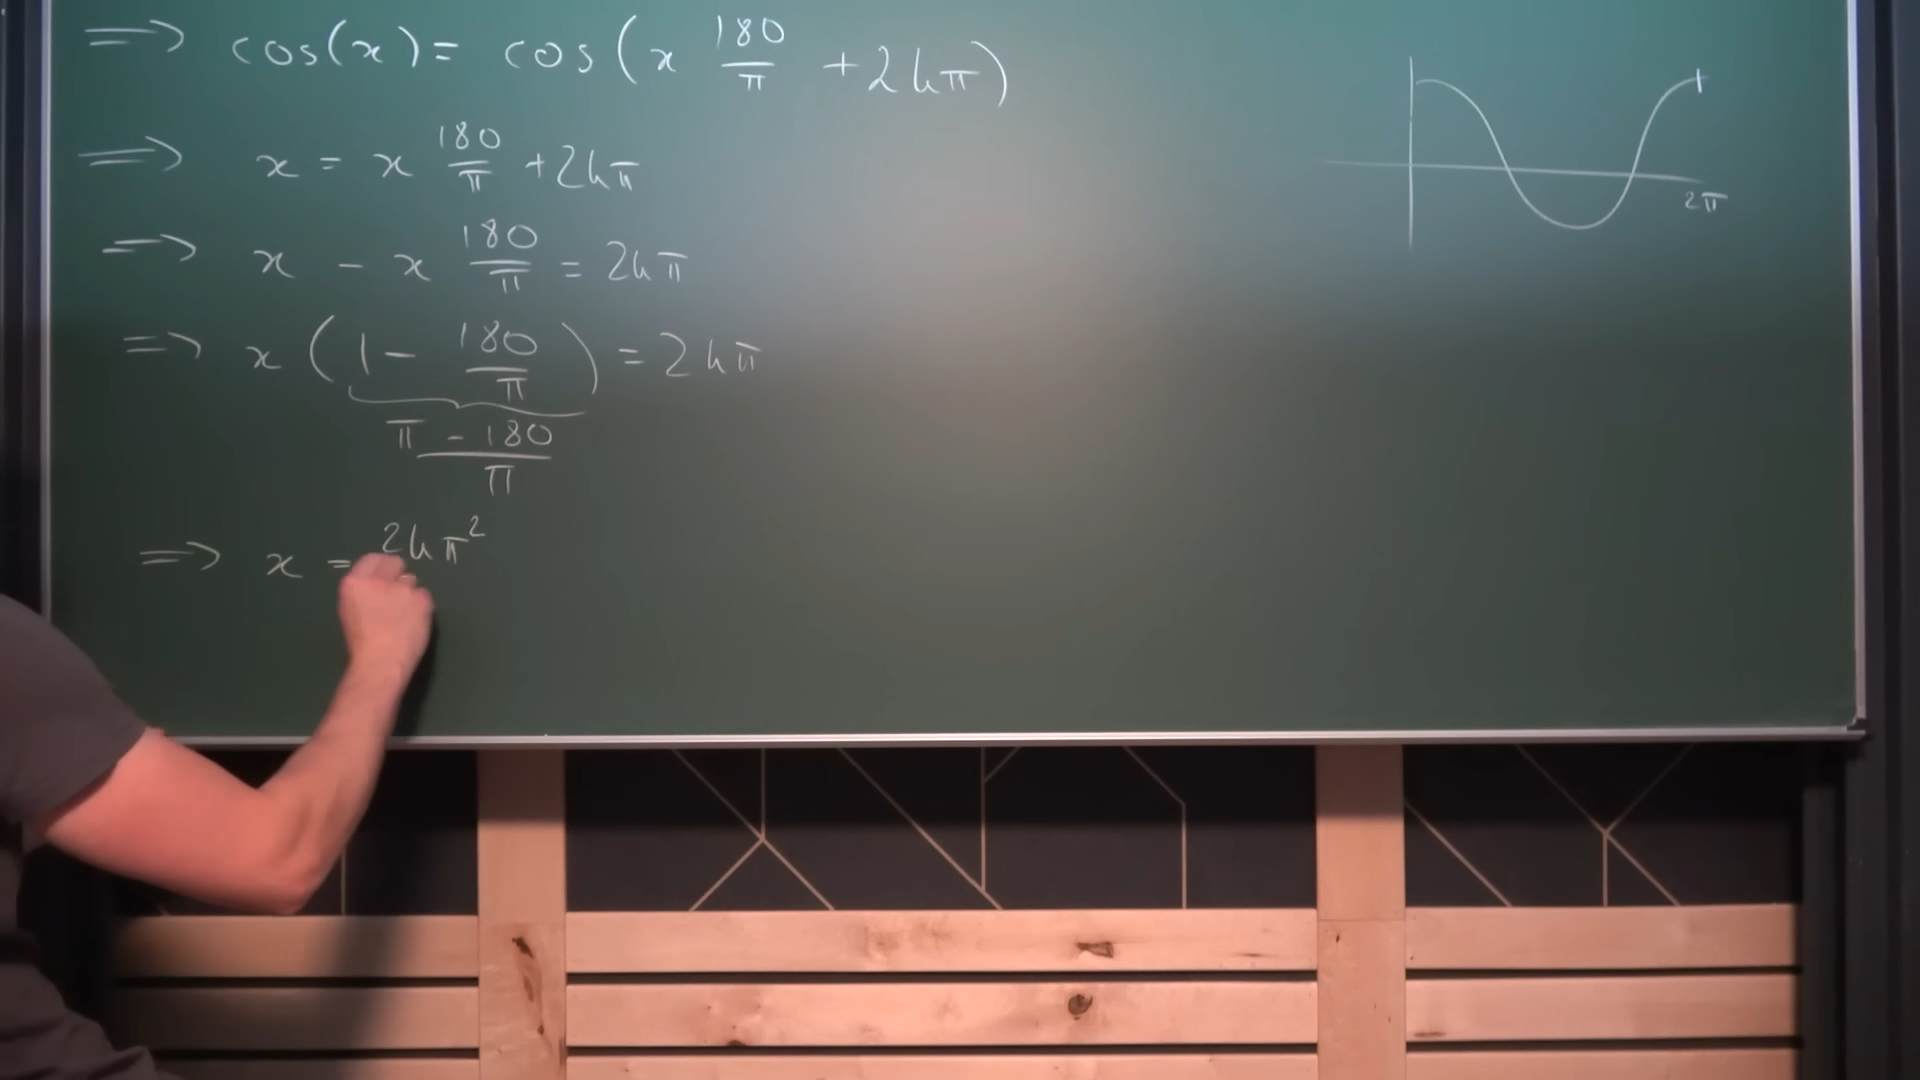 ⟹ cos(x) = cos(x 180/π + 2kπ)
⟹ x = x 180/π + 2kπ
⟹ x - x 180/π = 2kπ
⟹ x(1 - 180/π) = 2kπ
π - 180/π
⟹ x = 2kπ²
2π